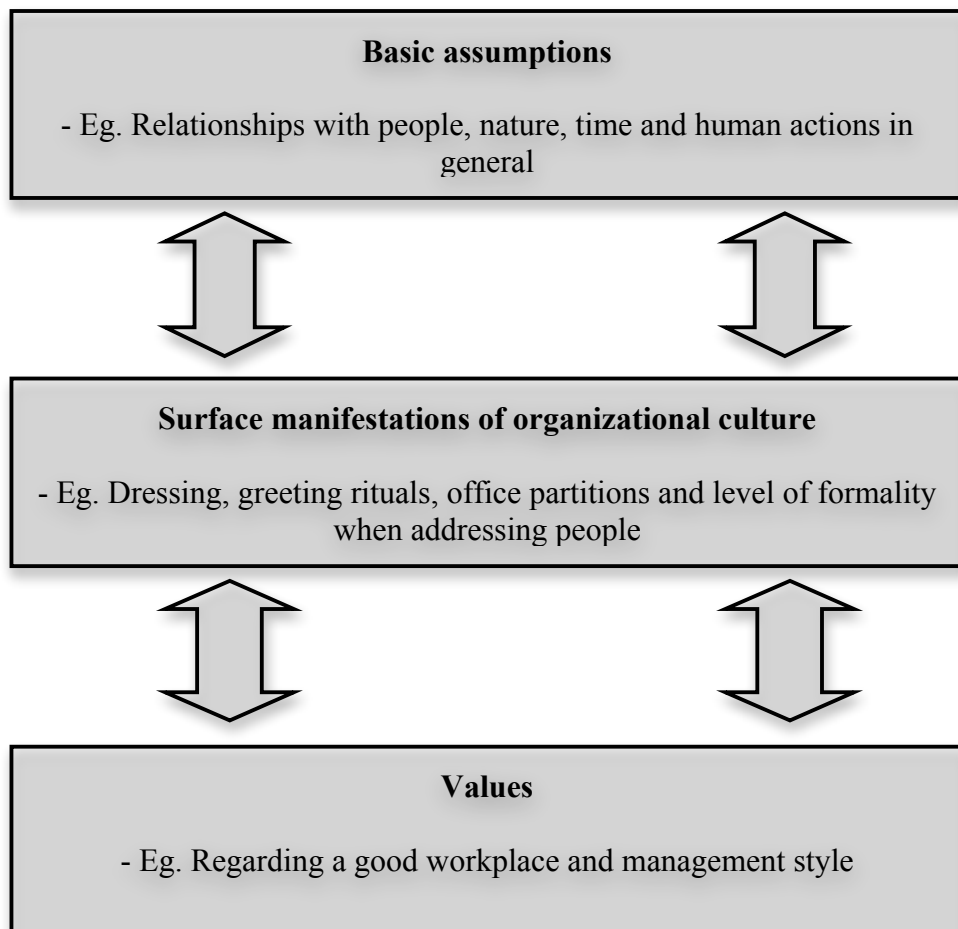 Basic assumptions
- Eg. Relationships with people, nature, time and human actions in
general
Surface manifestations of organizational culture
- Eg. Dressing, greeting rituals, office partitions and level of formality
when addressing people
Values
- Eg. Regarding a good workplace and management style